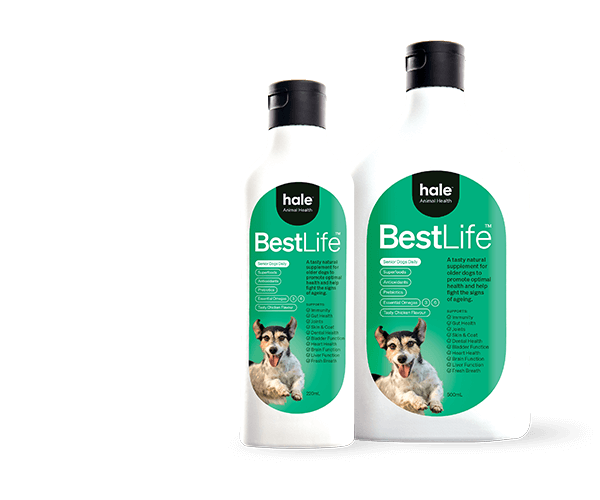 hale
Animal Health
BestLife™
Senior Dogs Daily
Superfoods
Antioxidants
Prebiotics
Essential Omegas 3 6
Tasty Chicken Flavour
A tasty natural
supplement for
older dogs to
promote optimal
health and help
fight the signs
of ageing.
SUPPORTS
Immunity
Gut Health
Joints
Skin & Coat
Dental Health
Bladder Function
Heart Health
Brain Function
Liver Function
Fresh Breath
hale
Animal Health
BestLife™
Senior Dogs Daily
Superfoods
Antioxidants
Prebiotics
Essential Omegas 3 6
Tasty Chicken Flavour
A tasty natural
supplement for
older dogs to
promote optimal
health and help
fight the signs
of ageing.
SUPPORTS
Immunity
Gut Health
Joints
Skin & Coat
Dental Health
Bladder Function
Heart Health
Brain Function
Liver Function
Fresh Breath
500mL